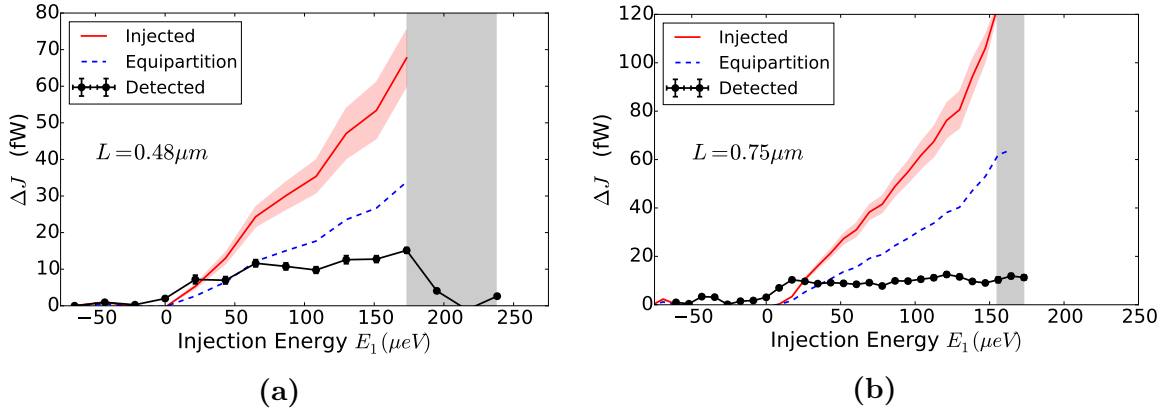 80
70
60
50
40
30
20
10
0
ΔJ (fW)
Injected
Equipartition
Detected
L = 0.48μm
−50 0 50 100 150 200 250
Injection Energy E₁(μeV)
(a)
120
100
80
60
40
20
0
ΔJ (fW)
Injected
Equipartition
Detected
L = 0.75μm
−50 0 50 100 150 200 250
Injection Energy E₁(μeV)
(b)